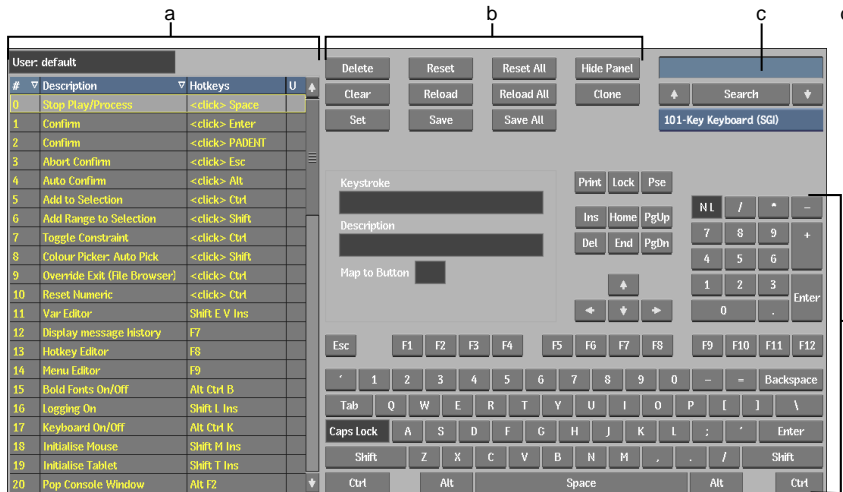 a b c
User: default
# Description Hotkeys U
0 Stop Play/Process <click> Space
1 Confirm <click> Enter
2 Confirm <click> PADENT
3 Abort Confirm <click> Esc
4 Auto Confirm <click> Alt
5 Add to Selection <click> Ctrl
6 Add Range to Selection <click> Shift
7 Toggle Constraint <click> Ctrl
8 Colour Picker: Auto Pick <click> Shift
9 Override Exit (File Browser) <click> Ctrl
10 Reset Numeric <click> Ctrl
11 Var Editor Shift E V Ins
12 Display message history F7
13 Hotkey Editor F8
14 Menu Editor F9
15 Bold Fonts On/Off Alt Ctrl B
16 Logging On Shift L Ins
17 Keyboard On/Off Alt Ctrl K
18 Initialise Mouse Shift M Ins
19 Initialise Tablet Shift T Ins
20 Pop Console Window Alt F2
Delete Reset Reset All Hide Panel
Clear Reload Reload All Clone
Set Save Save All
Search
101-Key Keyboard (SGI)
Keystroke
Description
Map to Button
Print Lock Pse
Ins Home PgUp
Del End PgDn
NL / * -
7 8 9 +
4 5 6
1 2 3 Enter
0 .
Esc F1 F2 F3 F4 F5 F6 F7 F8 F9 F10 F11 F12
' 1 2 3 4 5 6 7 8 9 0 - = Backspace
Tab Q W E R T Y U I O P [ ] \
Caps Lock A S D F G H J K L ; ' Enter
Shift Z X C V B N M , . / Shift
Ctrl Alt Space Alt Ctrl